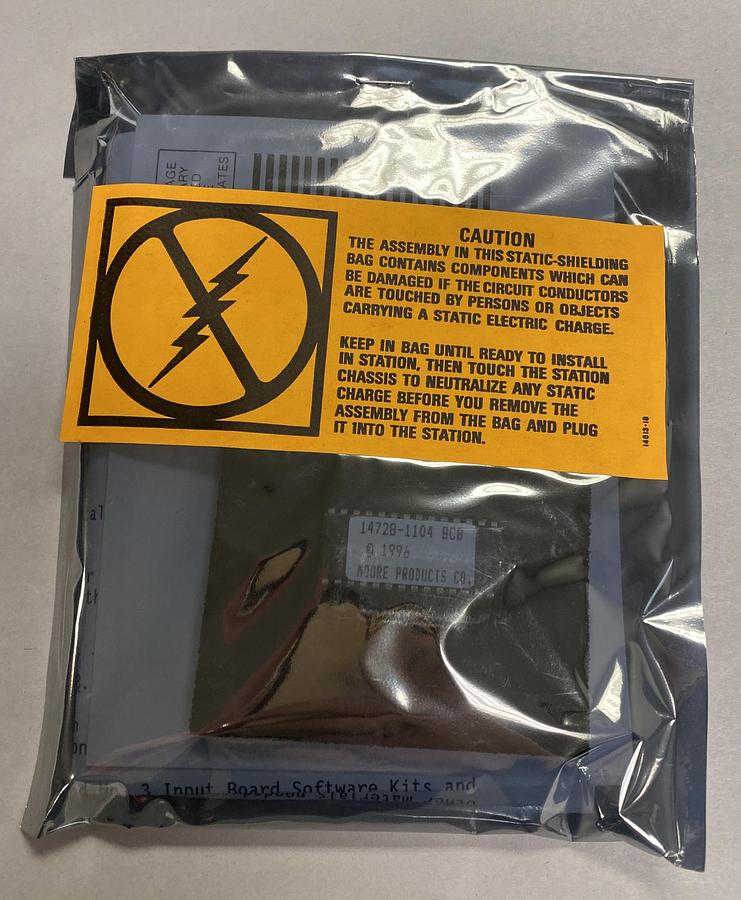 ATES
CAUTION
THE ASSEMBLY IN THIS STATIC-SHIELDING
BAG CONTAINS COMPONENTS WHICH CAN
BE DAMAGED IF THE CIRCUIT CONDUCTORS
ARE TOUCHED BY PERSONS OR OBJECTS
CARRYING A STATIC ELECTRIC CHARGE.
KEEP IN BAG UNTIL READY TO INSTALL
IN STATION, THEN TOUCH THE STATION
CHASSIS TO NEUTRALIZE ANY STATIC
CHARGE BEFORE YOU REMOVE THE
ASSEMBLY FROM THE BAG AND PLUG
IT INTO THE STATION.
14728-1104 BCB
© 1996
MOORE PRODUCTS CO.
3 Input Board Software Kits and
other materials